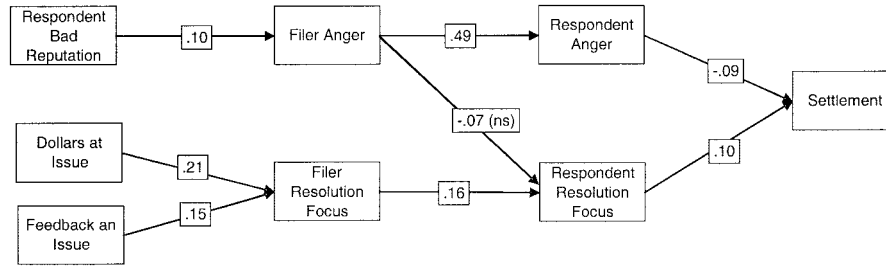 Respondent
Bad
Reputation
.10
Filer Anger
.49
Respondent
Anger
-.09
Settlement
-.07 (ns)
Dollars at
Issue
.21
Filer
Resolution
Focus
.16
Respondent
Resolution
Focus
.10
Feedback an
Issue
.15